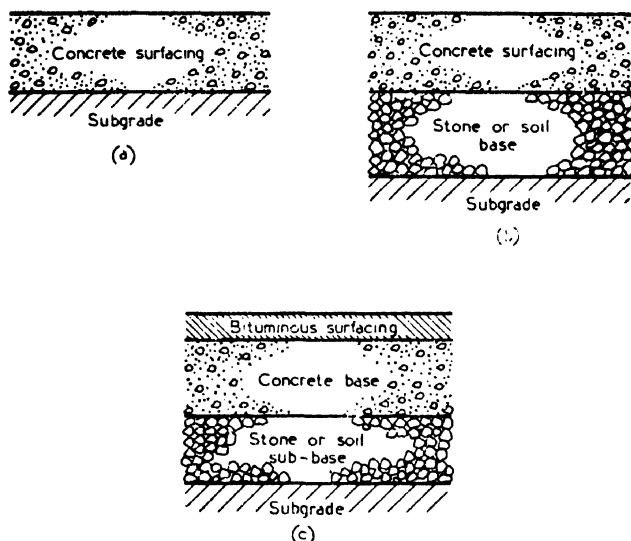 Concrete surfacing
Subgrade
(a)
Concrete surfacing
Stone or soil
base
Subgrade
(b)
Bituminous surfacing
Concrete base
Stone or soil
sub-base
Subgrade
(c)